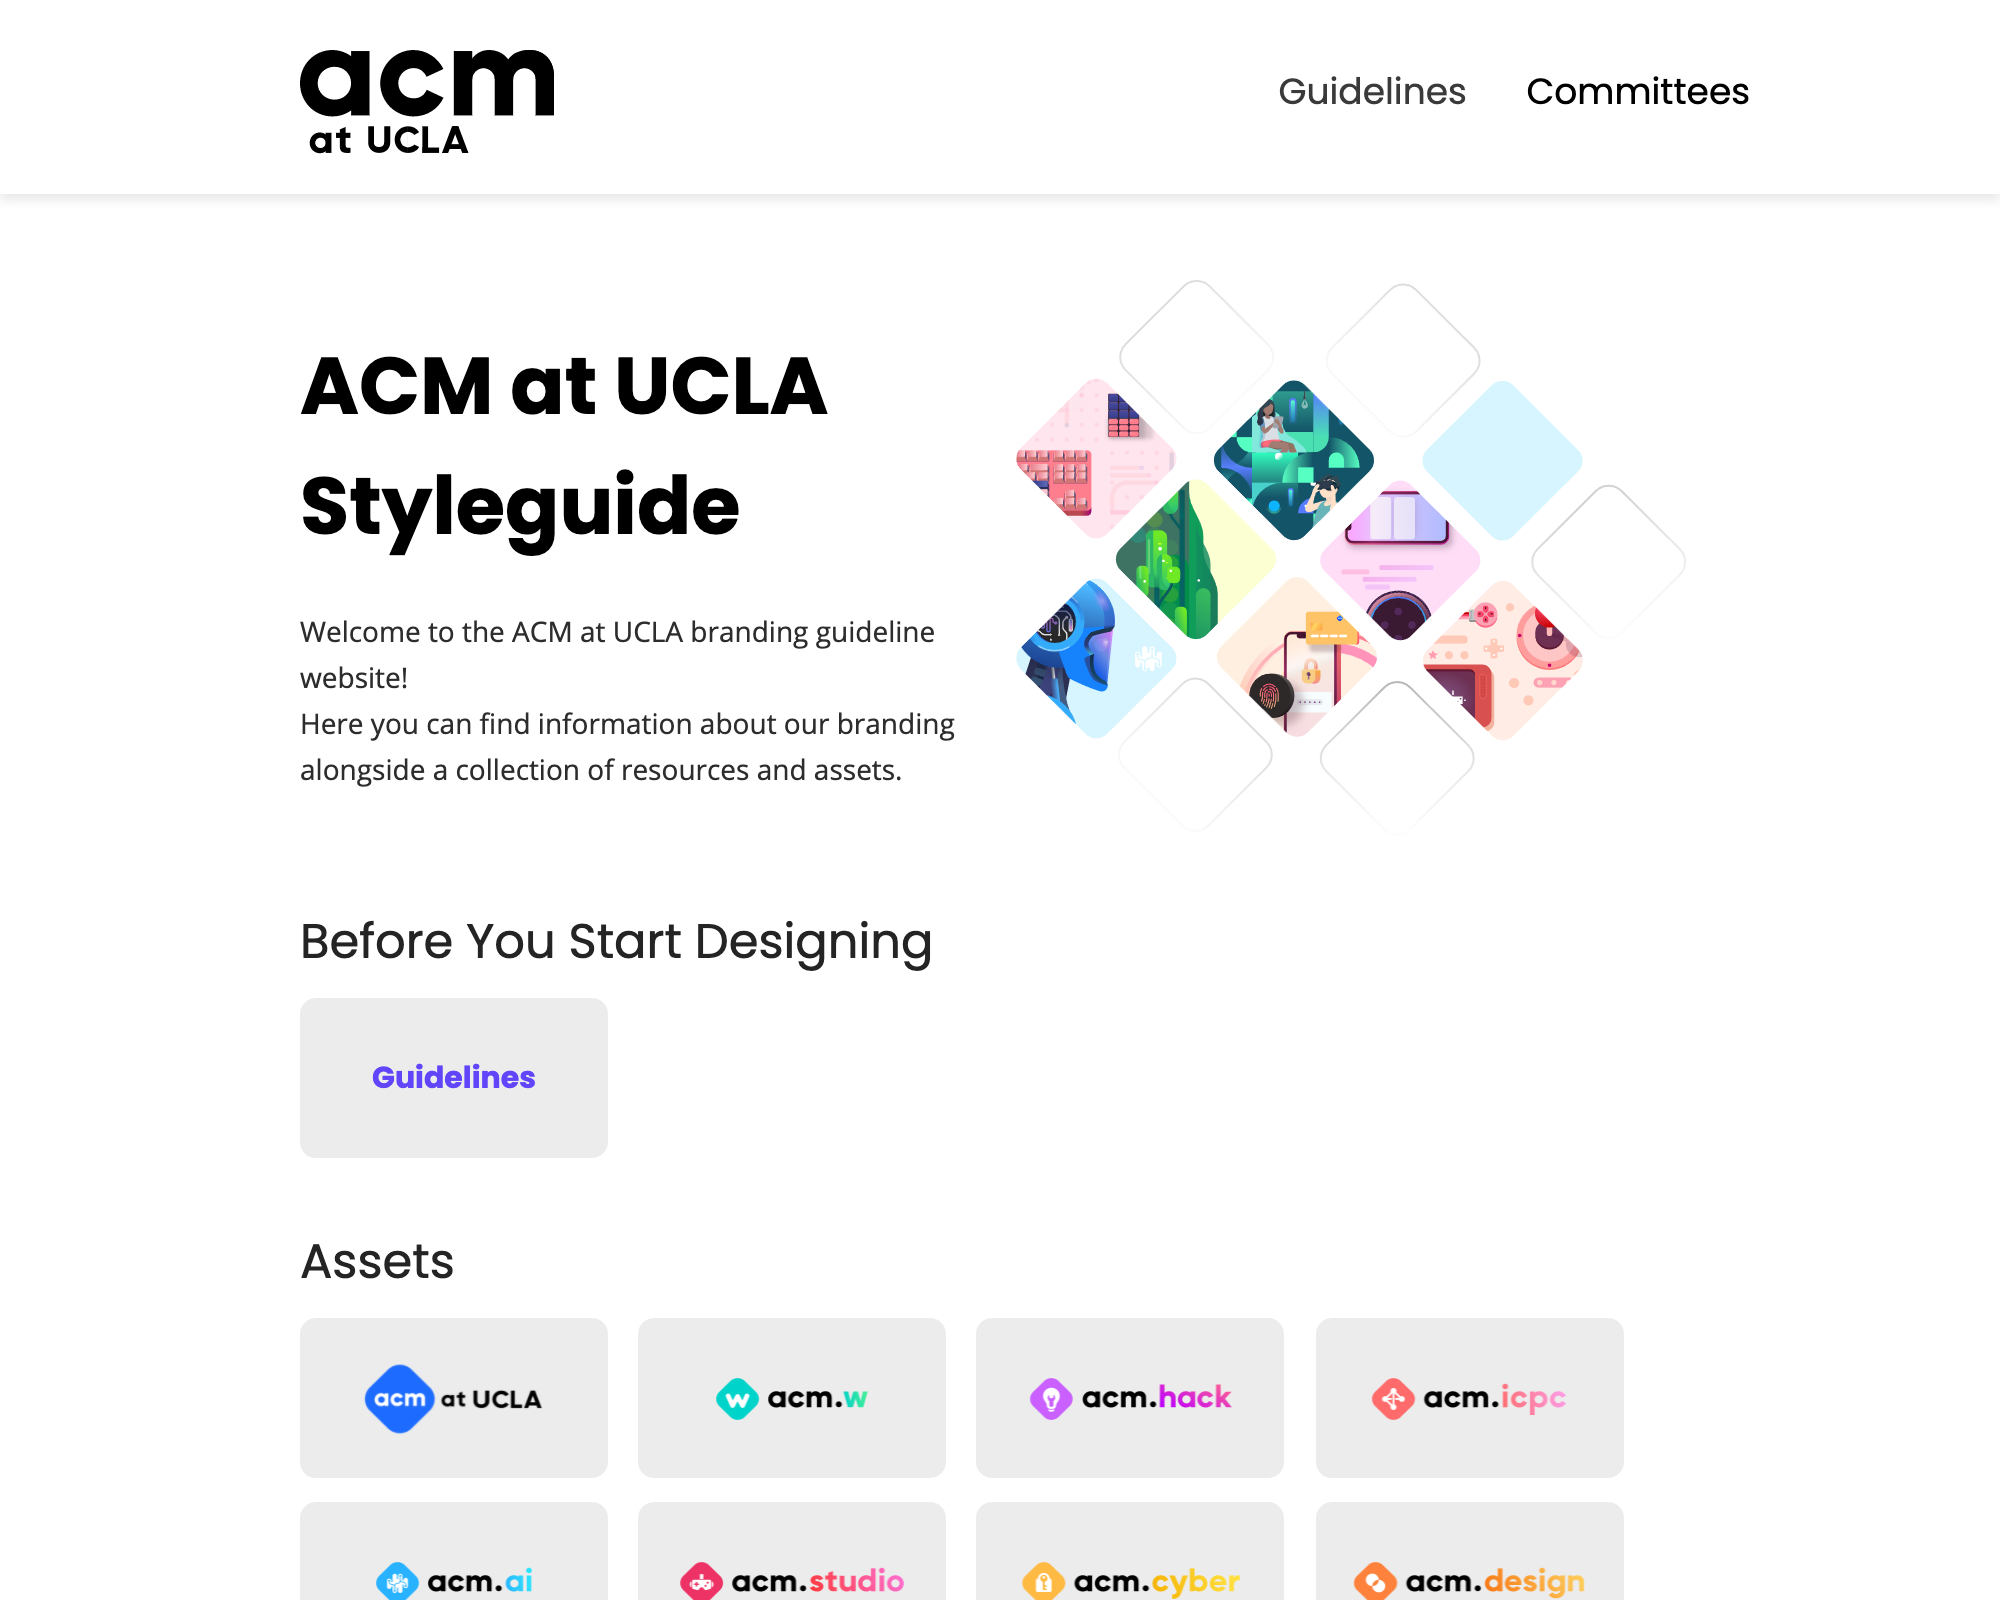 acm
at UCLA
Guidelines Committees
ACM at UCLA
Styleguide
Welcome to the ACM at UCLA branding guideline
website!
Here you can find information about our branding
alongside a collection of resources and assets.
Before You Start Designing
Guidelines
Assets
acm at UCLA
w acm.w
acm.hack
acm.icpc
acm.ai
acm.studio
acm.cyber
acm.design